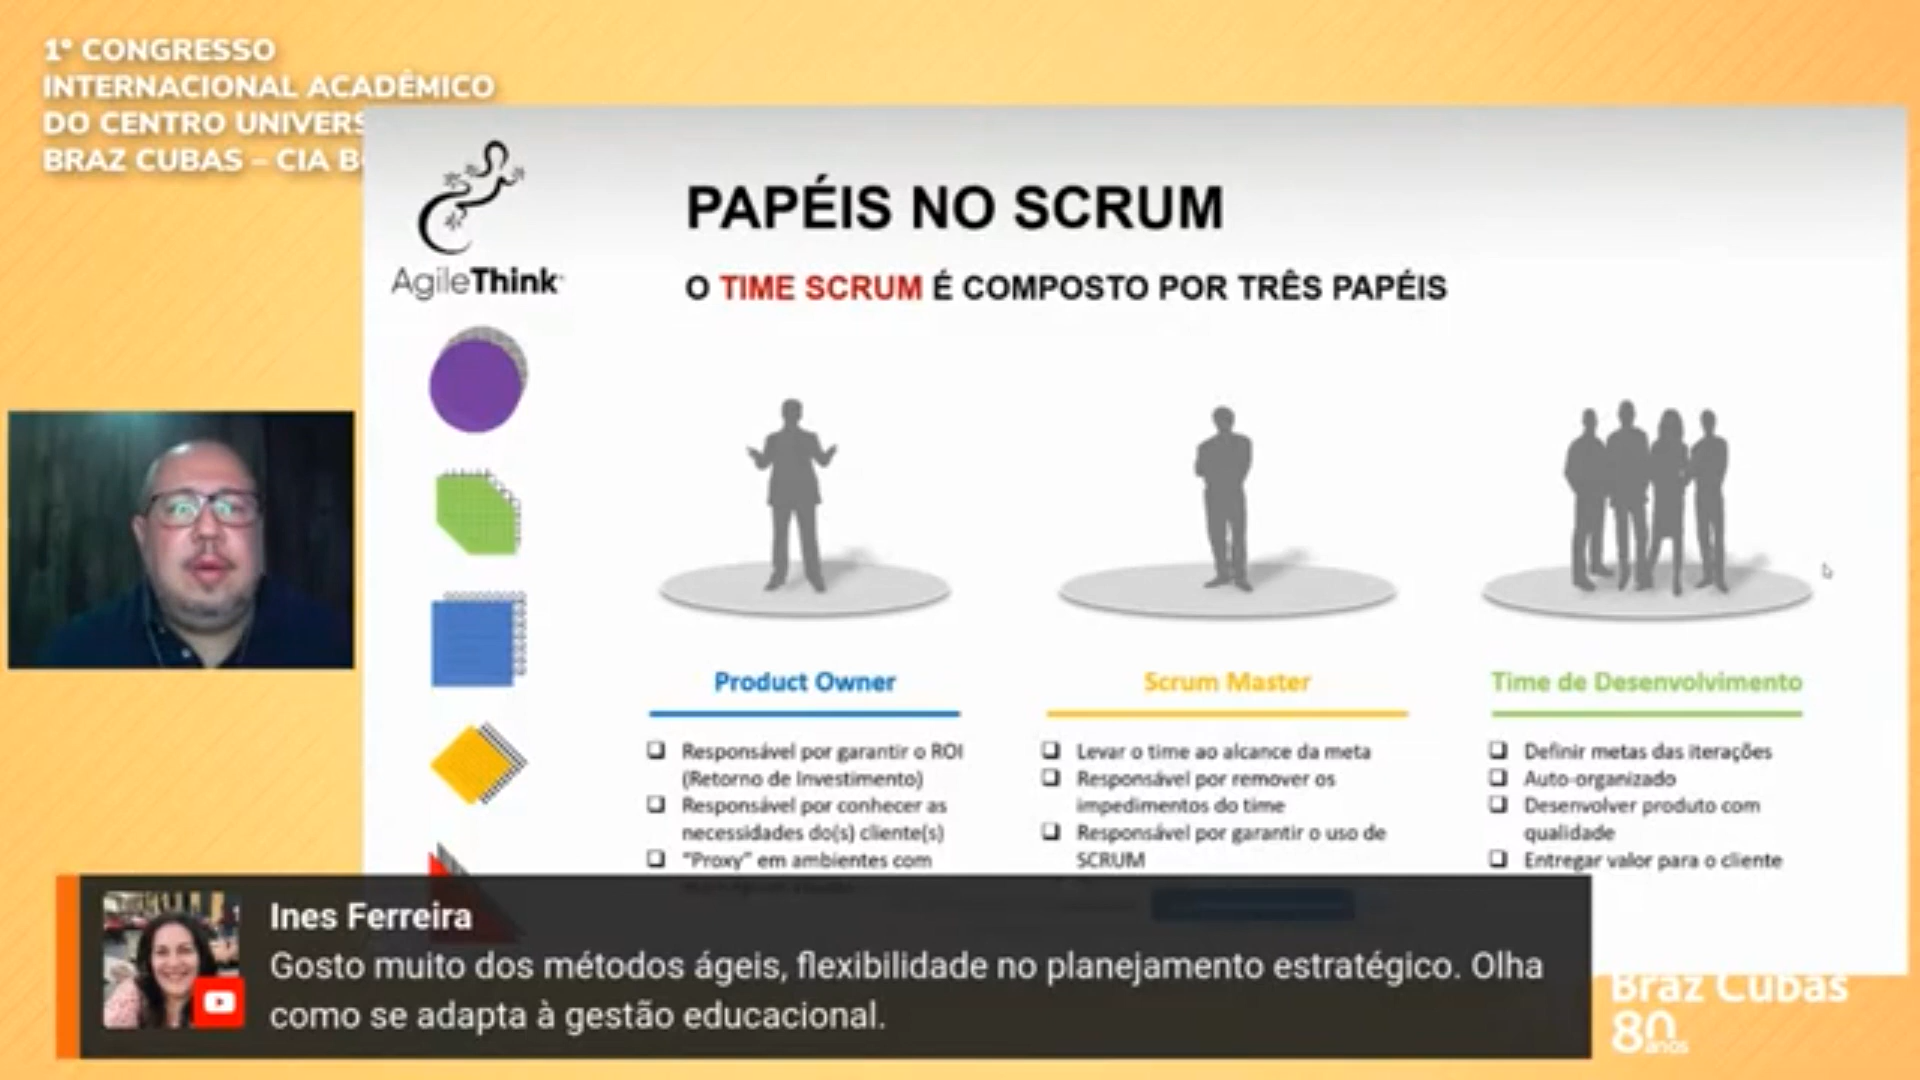 1º CONGRESSO
INTERNACIONAL ACADÊMICO
DO CENTRO UNIVERS
BRAZ CUBAS – CIA B
AgileThink
PAPÉIS NO SCRUM
O TIME SCRUM É COMPOSTO POR TRÊS PAPÉIS
Product Owner
❑ Responsável por garantir o ROI
(Retorno de Investimento)
❑ Responsável por conhecer as
necessidades do(s) cliente(s)
❑ "Proxy" em ambientes com
Scrum Master
❑ Levar o time ao alcance da meta
❑ Responsável por remover os
impedimentos do time
❑ Responsável por garantir o uso de
SCRUM
Time de Desenvolvimento
❑ Definir metas das iterações
❑ Auto-organizado
❑ Desenvolver produto com
qualidade
❑ Entregar valor para o cliente
Ines Ferreira
Gosto muito dos métodos ágeis, flexibilidade no planejamento estratégico. Olha
como se adapta à gestão educacional.
Braz Cubas
80
anos